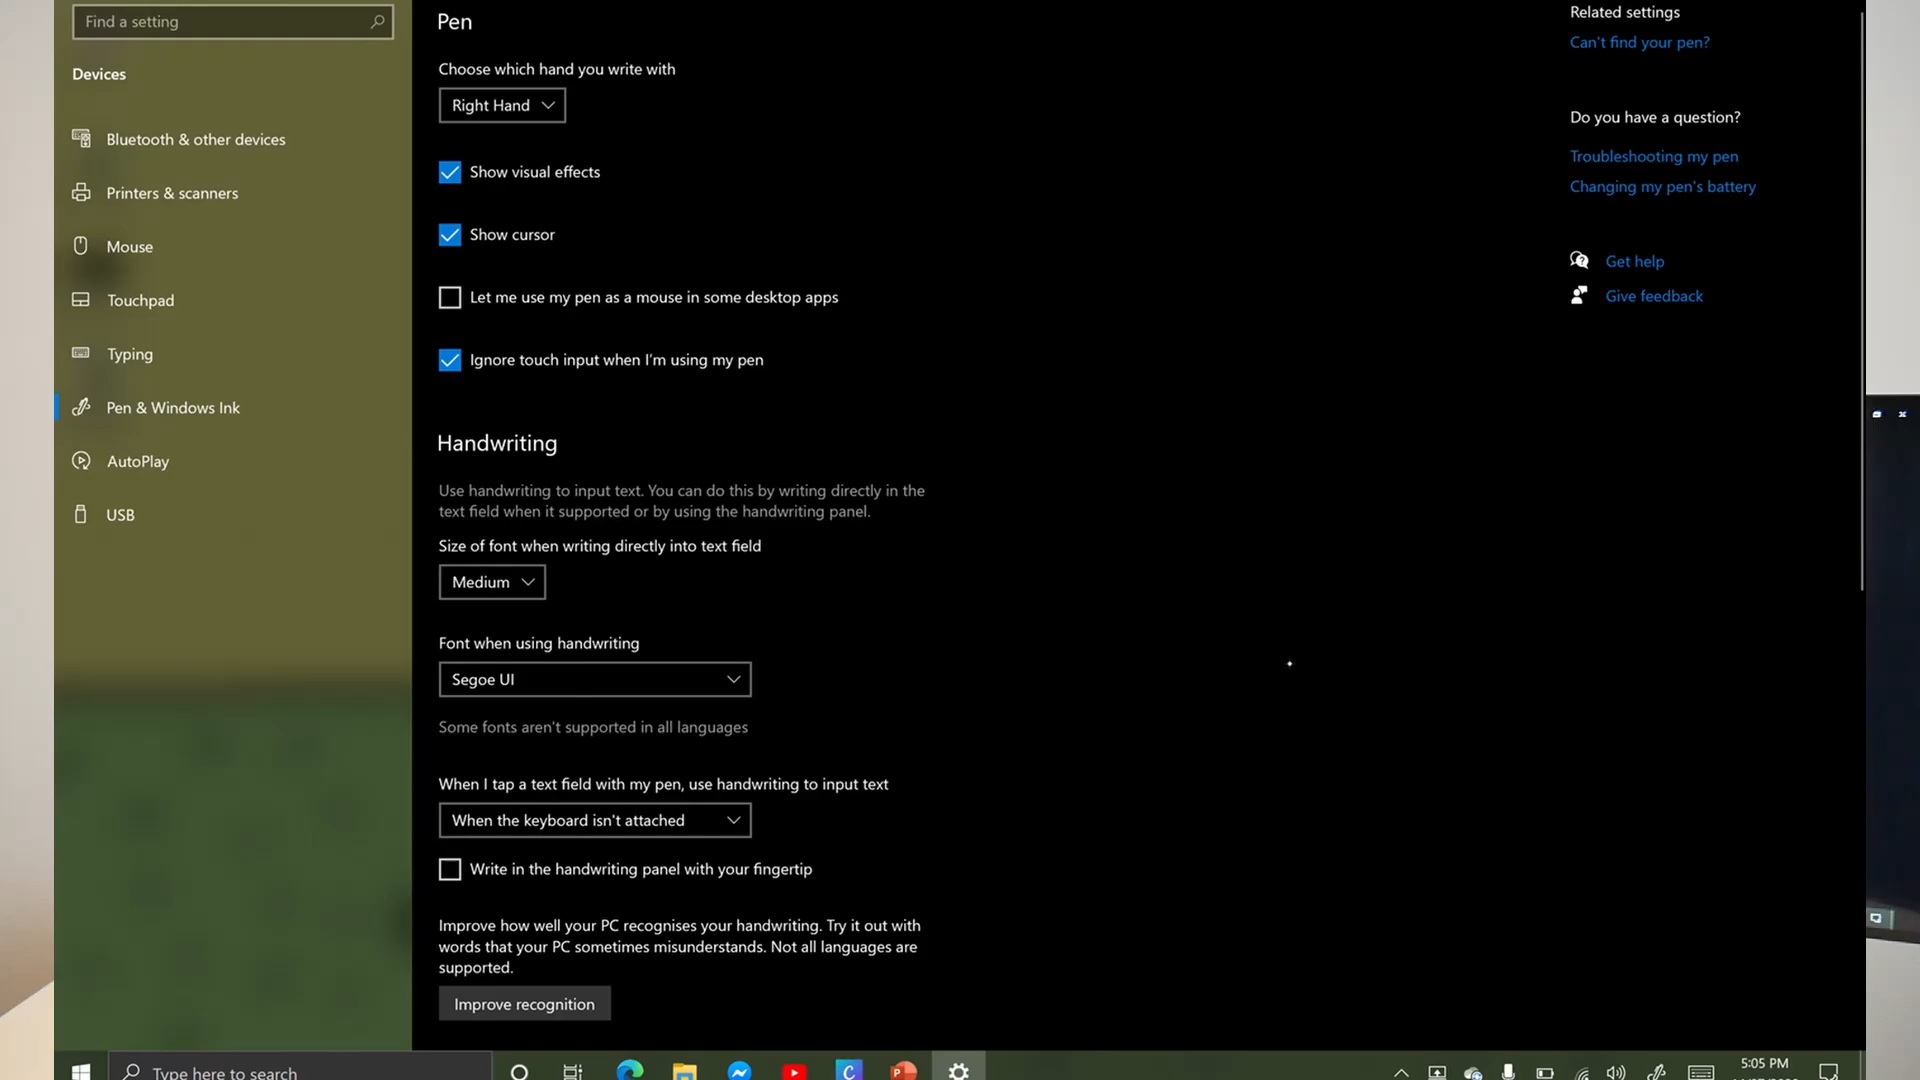 Find a setting
Devices
Bluetooth & other devices
Printers & scanners
Mouse
Touchpad
Typing
Pen & Windows Ink
AutoPlay
USB
Pen
Choose which hand you write with
Right Hand
Show visual effects
Show cursor
Let me use my pen as a mouse in some desktop apps
Ignore touch input when I'm using my pen
Handwriting
Use handwriting to input text. You can do this by writing directly in the
text field when it supported or by using the handwriting panel.
Size of font when writing directly into text field
Medium
Font when using handwriting
Segoe UI
Some fonts aren't supported in all languages
When I tap a text field with my pen, use handwriting to input text
When the keyboard isn't attached
Write in the handwriting panel with your fingertip
Improve how well your PC recognises your handwriting. Try it out with
words that your PC sometimes misunderstands. Not all languages are
supported.
Improve recognition
Related settings
Can't find your pen?
Do you have a question?
Troubleshooting my pen
Changing my pen's battery
Get help
Give feedback
Type here to search
5:05 PM